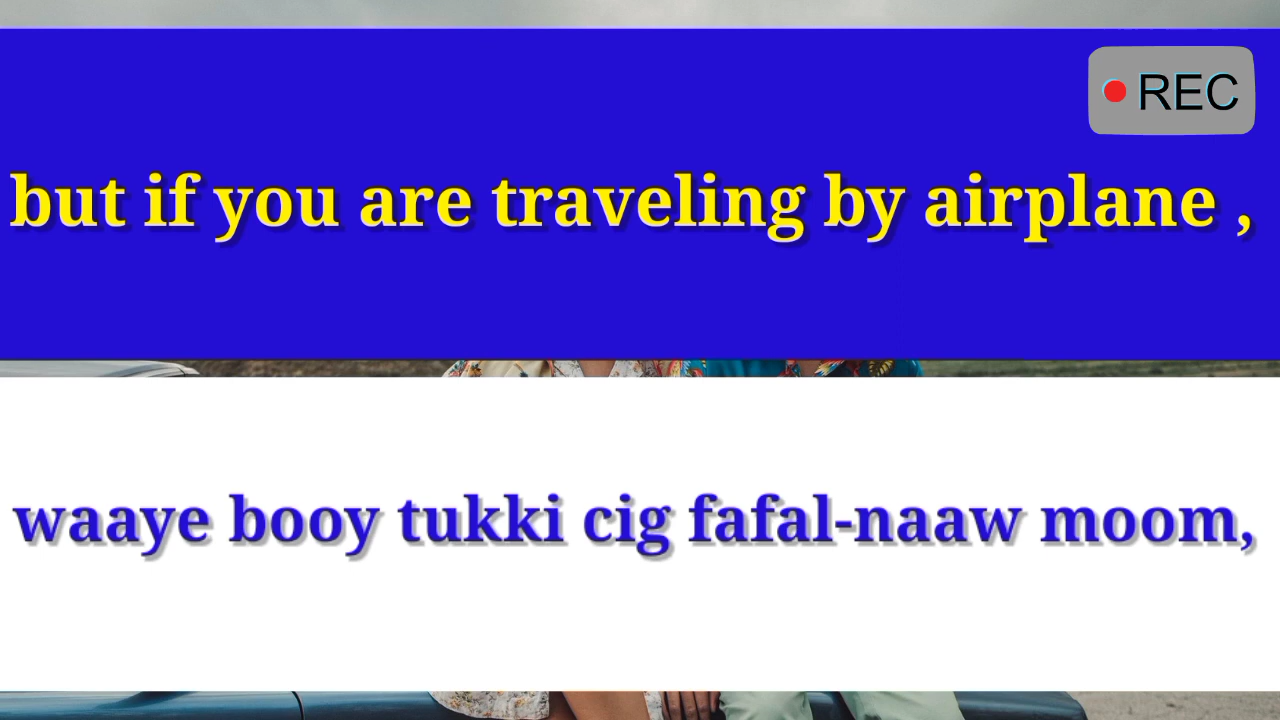 REC
but if you are traveling by airplane ,
waaye booy tukki cig fafal-naaw moom,